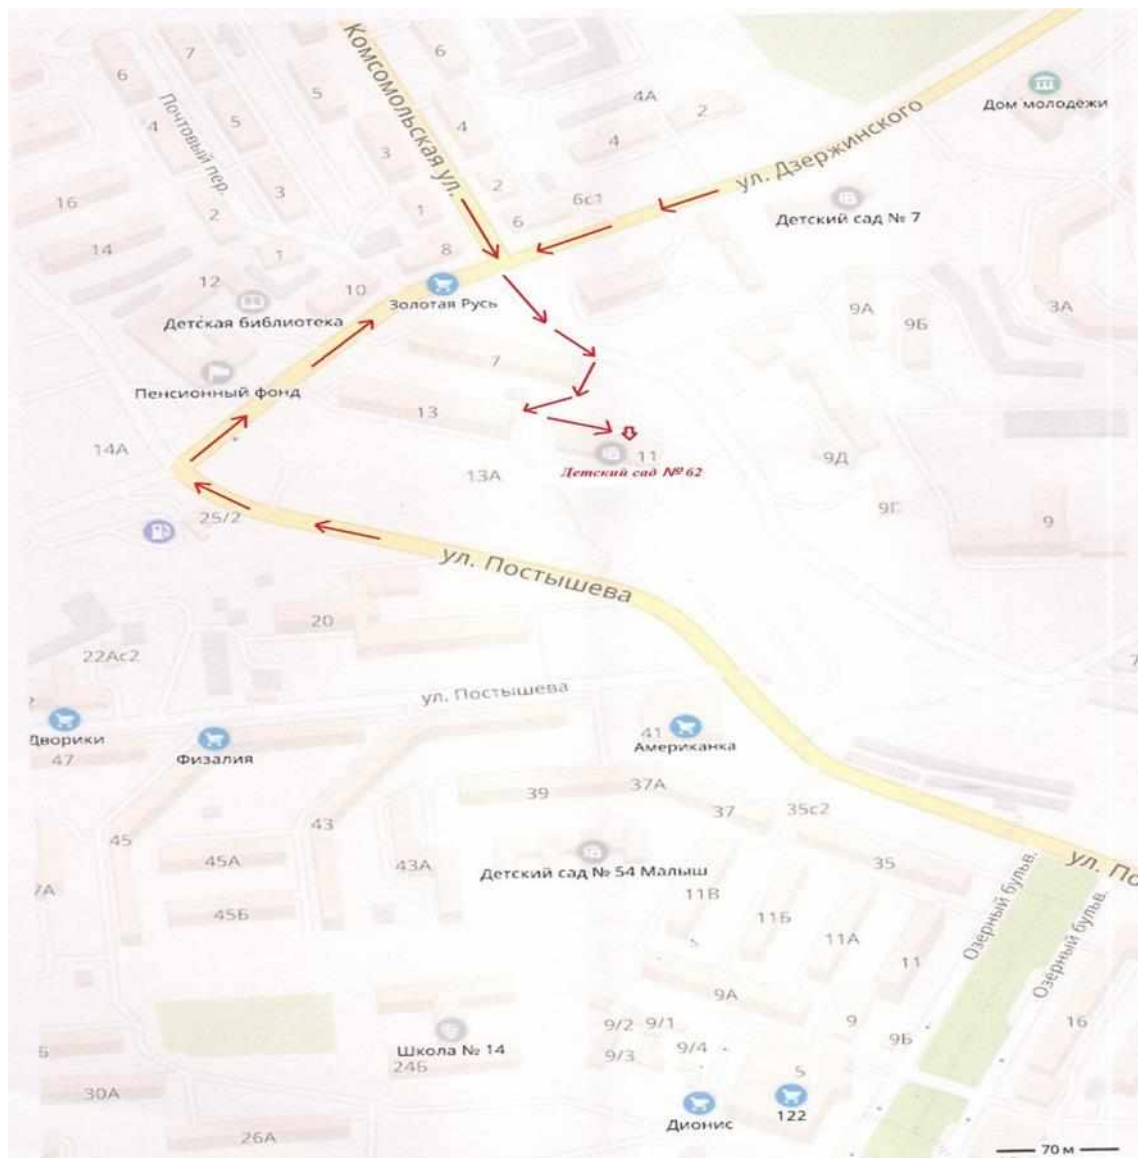 Комсомольская ул.
6
7
6
5
4А
2
Дом молодёжи
Почтовый пер.
4
5
3
4
4
ул. Дзержинского
16
2
3
1
2
6с1
6
Детский сад № 7
14
1
8
12
10
Золотая Русь
Детская библиотека
9А
9Б
3А
7
Пенсионный фонд
13
14А
13А
11
9Д
Детский сад № 62
25/2
9Г
9
ул. Постышева
20
22Ас2
7
ул. Постышева
Дворики
47
Физалия
41
Американка
39
37А
37
35с2
45
43
45А
43А
35
ул. По
Детский сад № 54 Малыш
7А
45Б
11В
11Б
11А
11
Озерный бульв.
Озерный бульв.
9А
9/2
9/1
9
16
Б
Школа № 14
9/3
9/4
9Б
24Б
5
30А
Дионис
122
26А
70 м